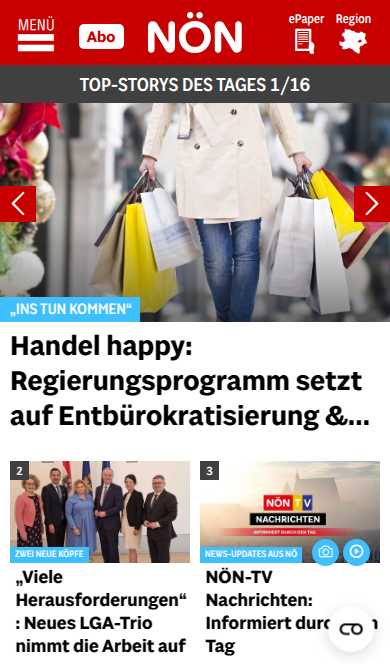 MENÜ
Abo
NÖN
ePaper
Region
TOP-STORYS DES TAGES 1/16
„INS TUN KOMMEN“
Handel happy:
Regierungsprogramm setzt
auf Entbürokratisierung &...
2
ZWEI NEUE KÖPFE
„Viele
Herausforderungen“
: Neues LGA-Trio
nimmt die Arbeit auf
3
NÖN TV
NACHRICHTEN
INFORMIERT DURCH DEN TAG
NEWS-UPDATES AUS NÖ
NÖN-TV
Nachrichten:
Informiert durc en
Tag